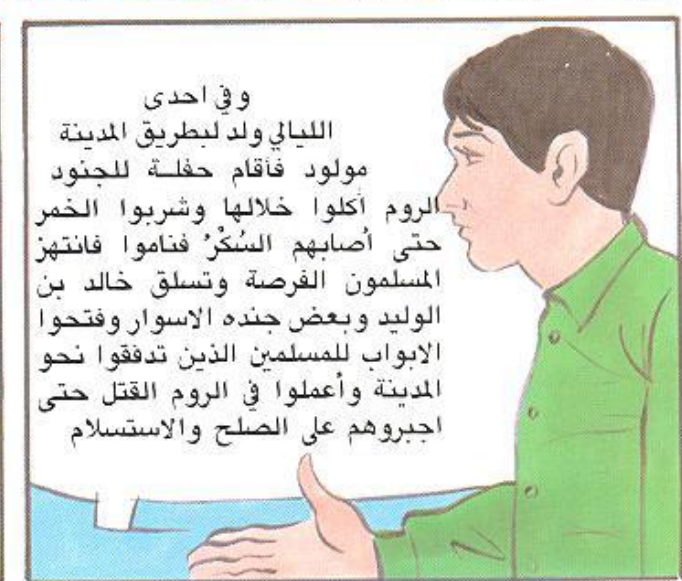 وفي احدى
الليالي ولد لبطريق المدينة
مولود فأقام حفلة للجنود
الروم أكلوا خلالها وشربوا الخمر
حتى أصابهم السُكْرُ فناموا فانتهز
المسلمون الفرصة وتسلق خالد بن
الوليد وبعض جنده الاسوار وفتحوا
الابواب للمسلمين الذين تدفقوا نحو
المدينة وأعملوا في الروم القتل حتى
اجبروهم على الصلح والاستسلام